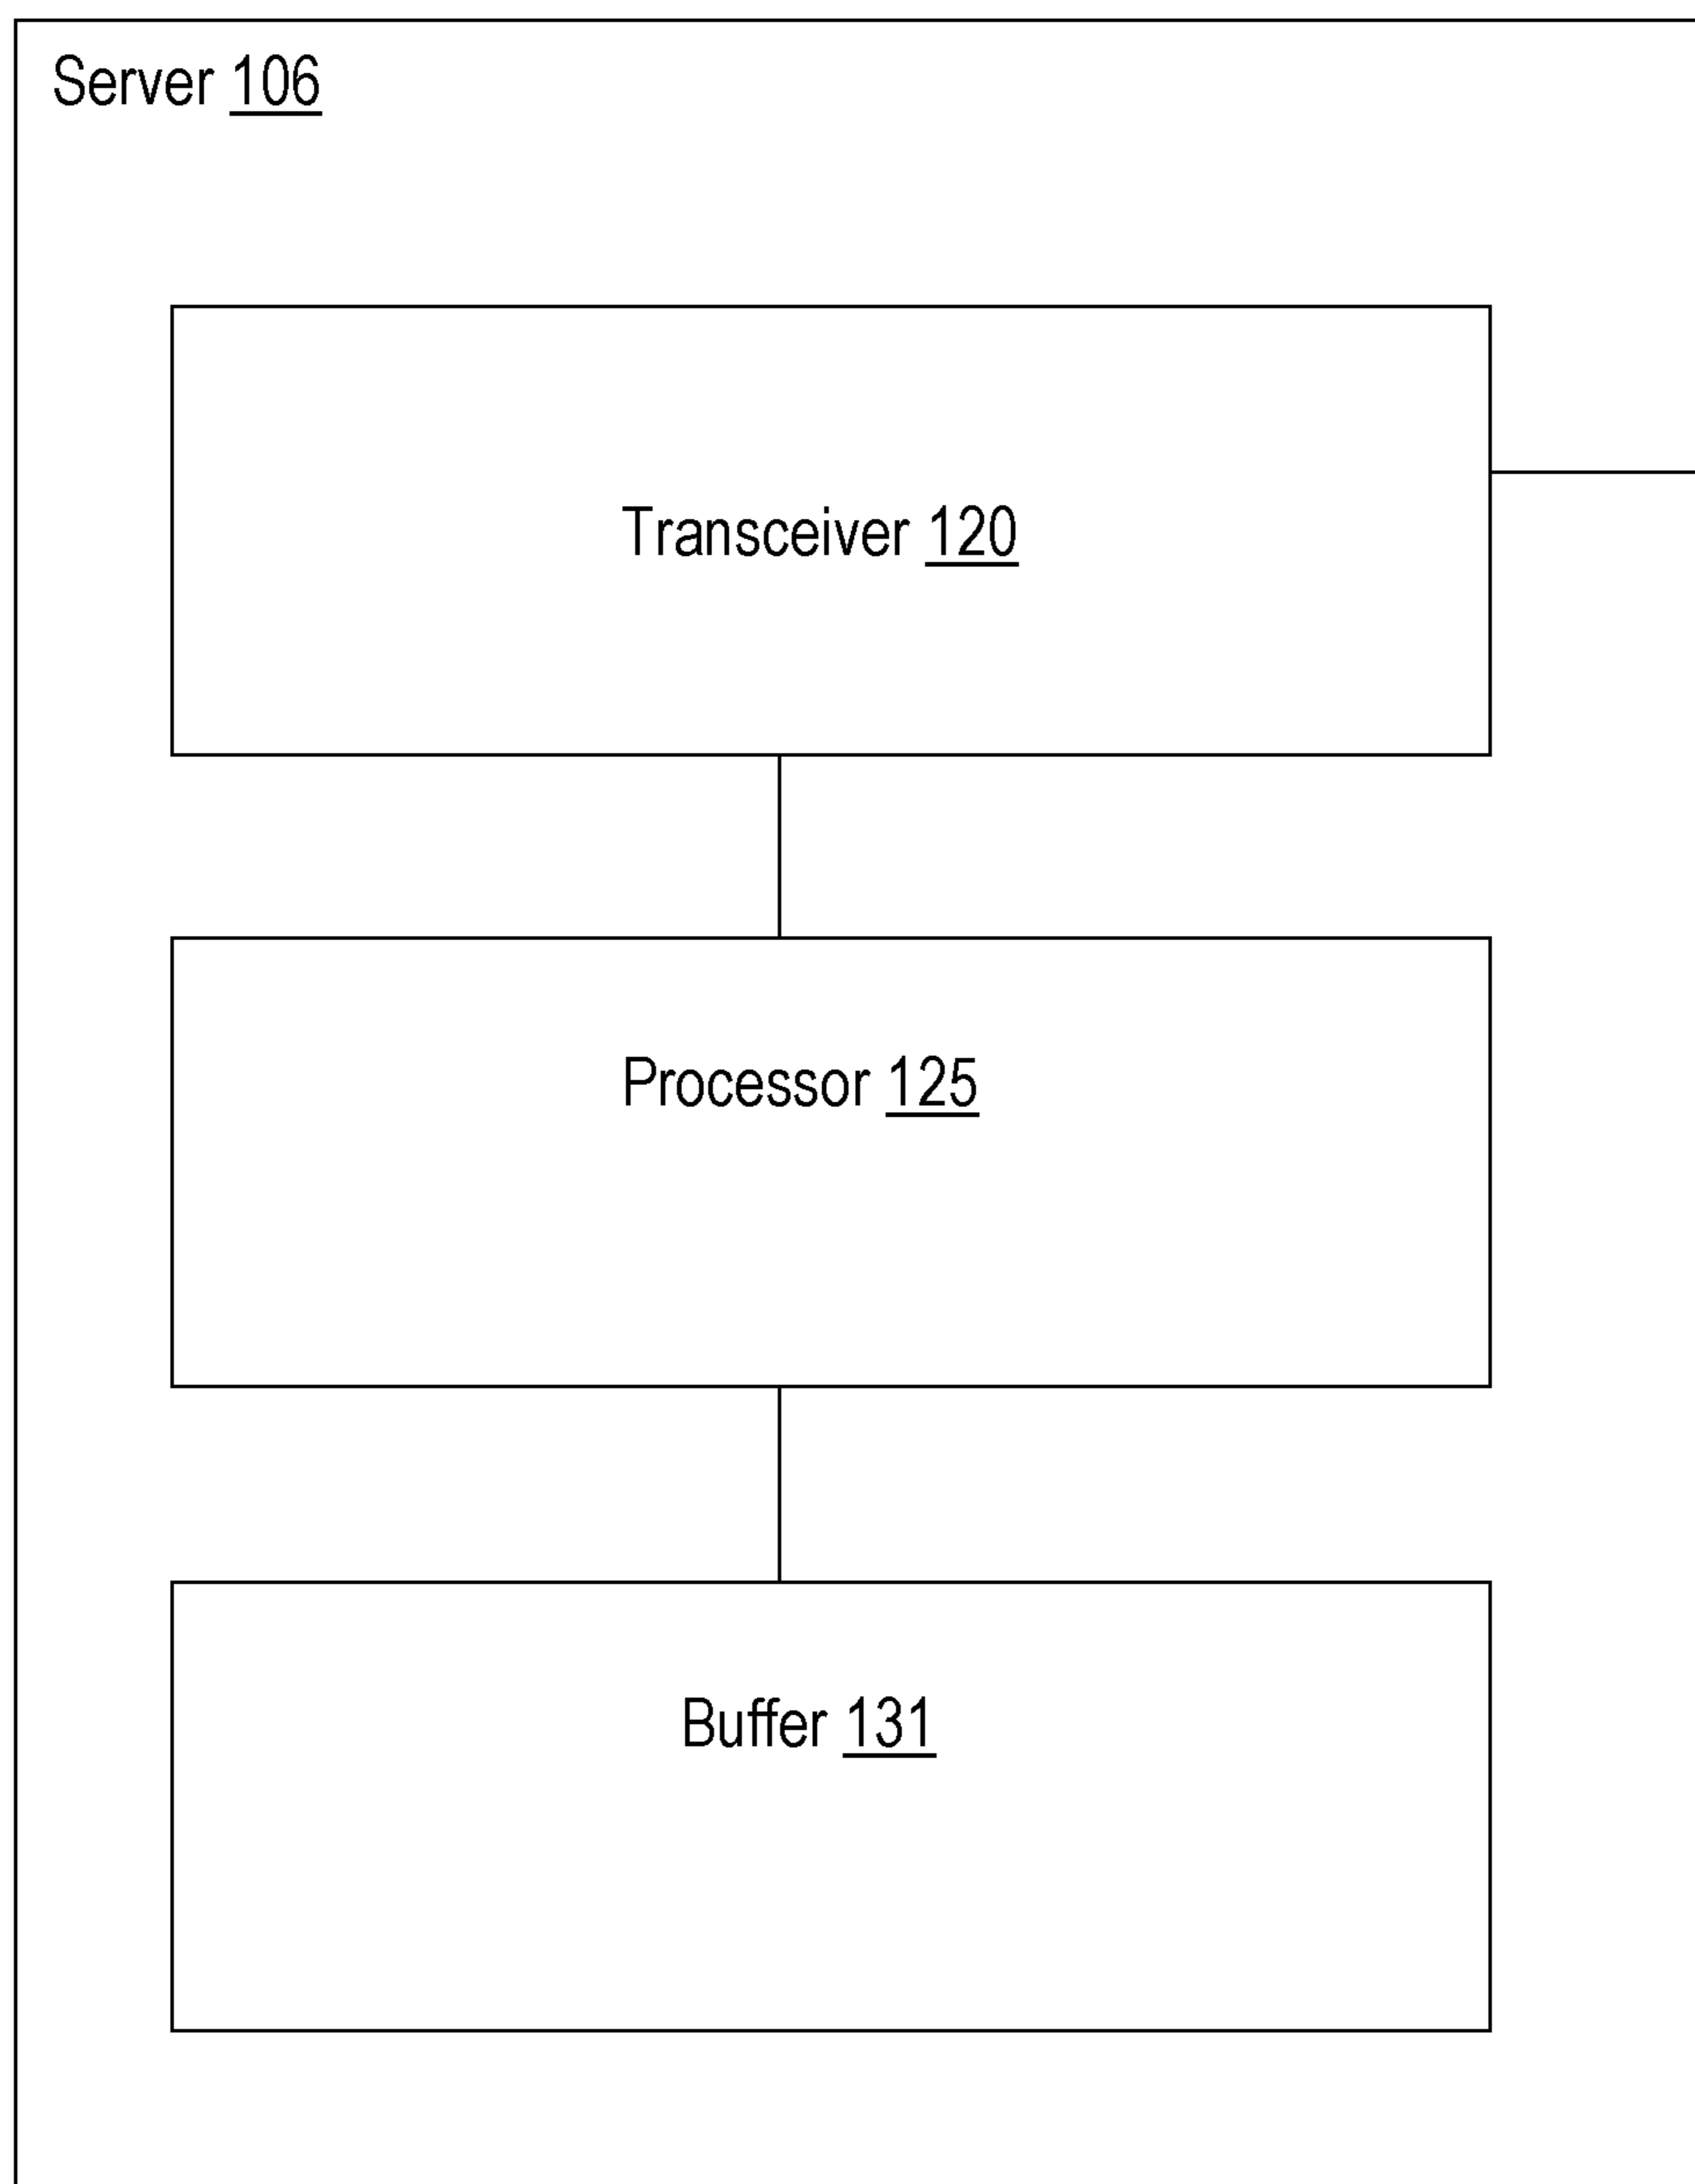 Server 106
Transceiver 120
Processor 125
Buffer 131